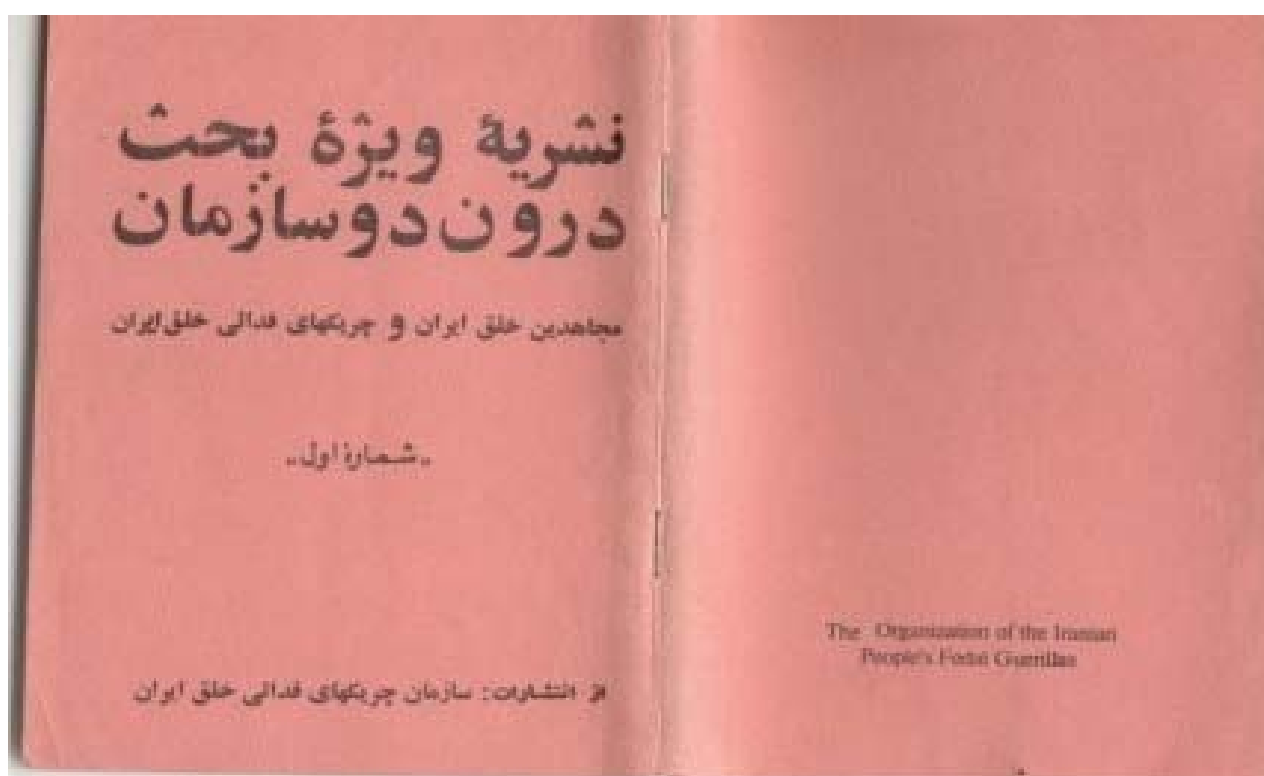 نشریهٔ ویژهٔ بحث
درون دو سازمان
مجاهدین خلق ایران و چریکهای فدائی خلق ایران
„شمارهٔ اول„
از انتشارات: سازمان چریکهای فدائی خلق ایران
The Organization of the Iranian
People's Fedai Guerrillas